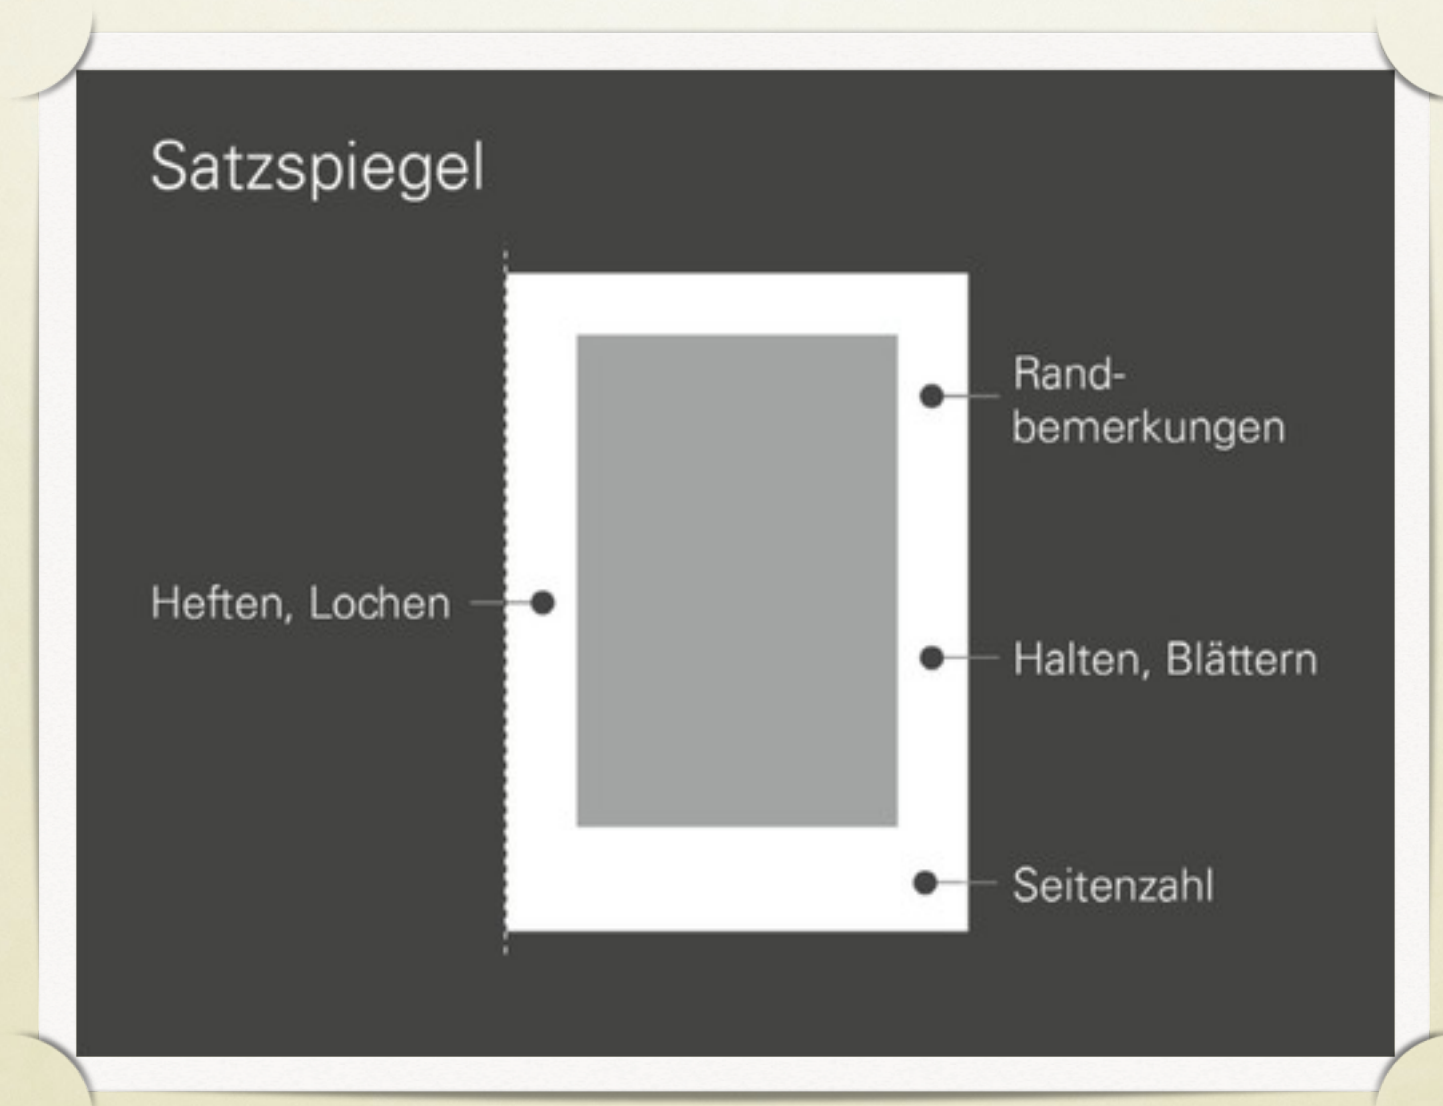 Satzspiegel
Rand-
bemerkungen
Heften, Lochen
Halten, Blättern
Seitenzahl